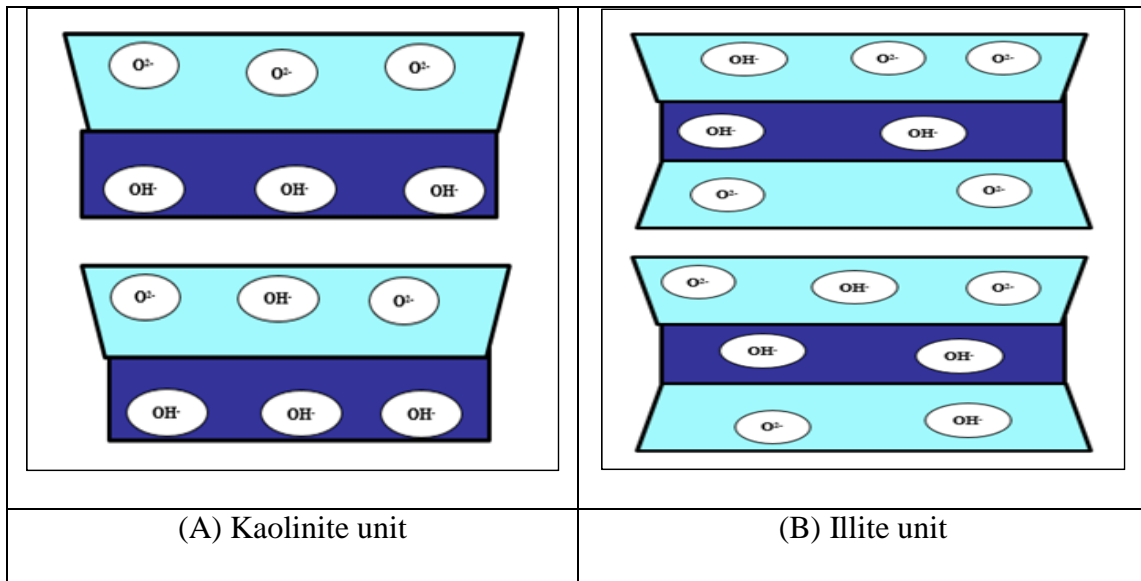 O²⁻ O²⁻ O²⁻
OH⁻ OH⁻ OH⁻
O²⁻ OH⁻ O²⁻
OH⁻ OH⁻ OH⁻
(A) Kaolinite unit
OH⁻ O²⁻ O²⁻
OH⁻ OH⁻
O²⁻ O²⁻
O²⁻ OH⁻ O²⁻
OH⁻ OH⁻
O²⁻ OH⁻
(B) Illite unit